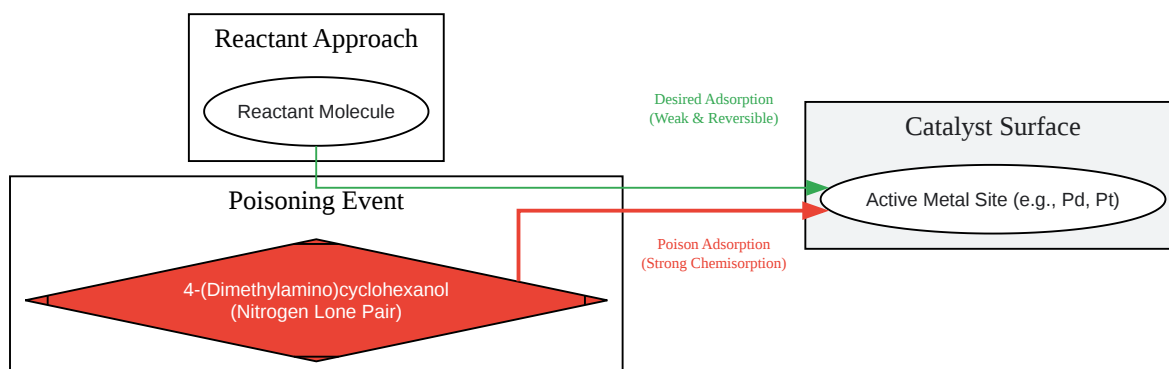 Reactant Approach
Reactant Molecule
Desired Adsorption
(Weak & Reversible)
Catalyst Surface
Active Metal Site (e.g., Pd, Pt)
Poisoning Event
Poison Adsorption
(Strong Chemisorption)
4-(Dimethylamino)cyclohexanol
(Nitrogen Lone Pair)